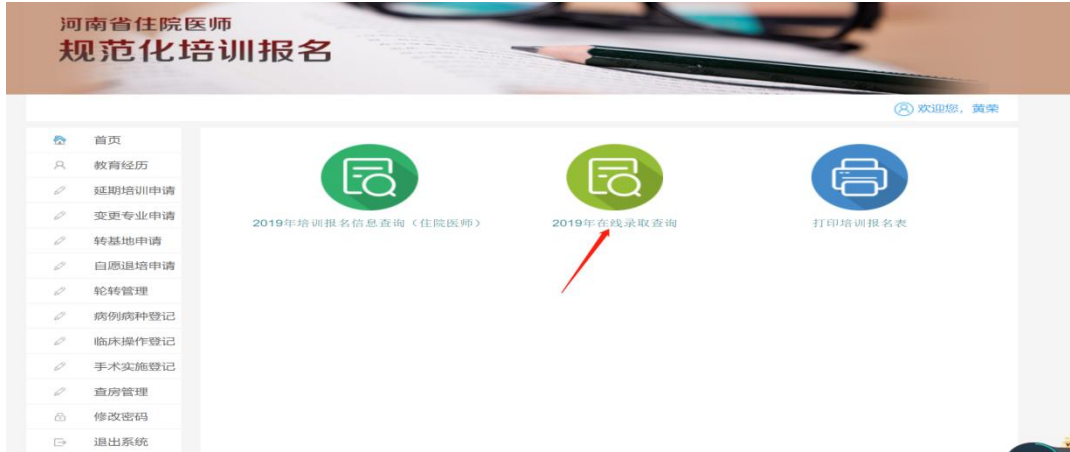 河南省住院医师
规范化培训报名
欢迎您，黄荣
首页
教育经历
延期培训申请
变更专业申请
转基地申请
自愿退培申请
轮转管理
病例病种登记
临床操作登记
手术实施登记
查房管理
修改密码
退出系统
2019年培训报名信息查询（住院医师）
2019年在线录取查询
打印培训报名表